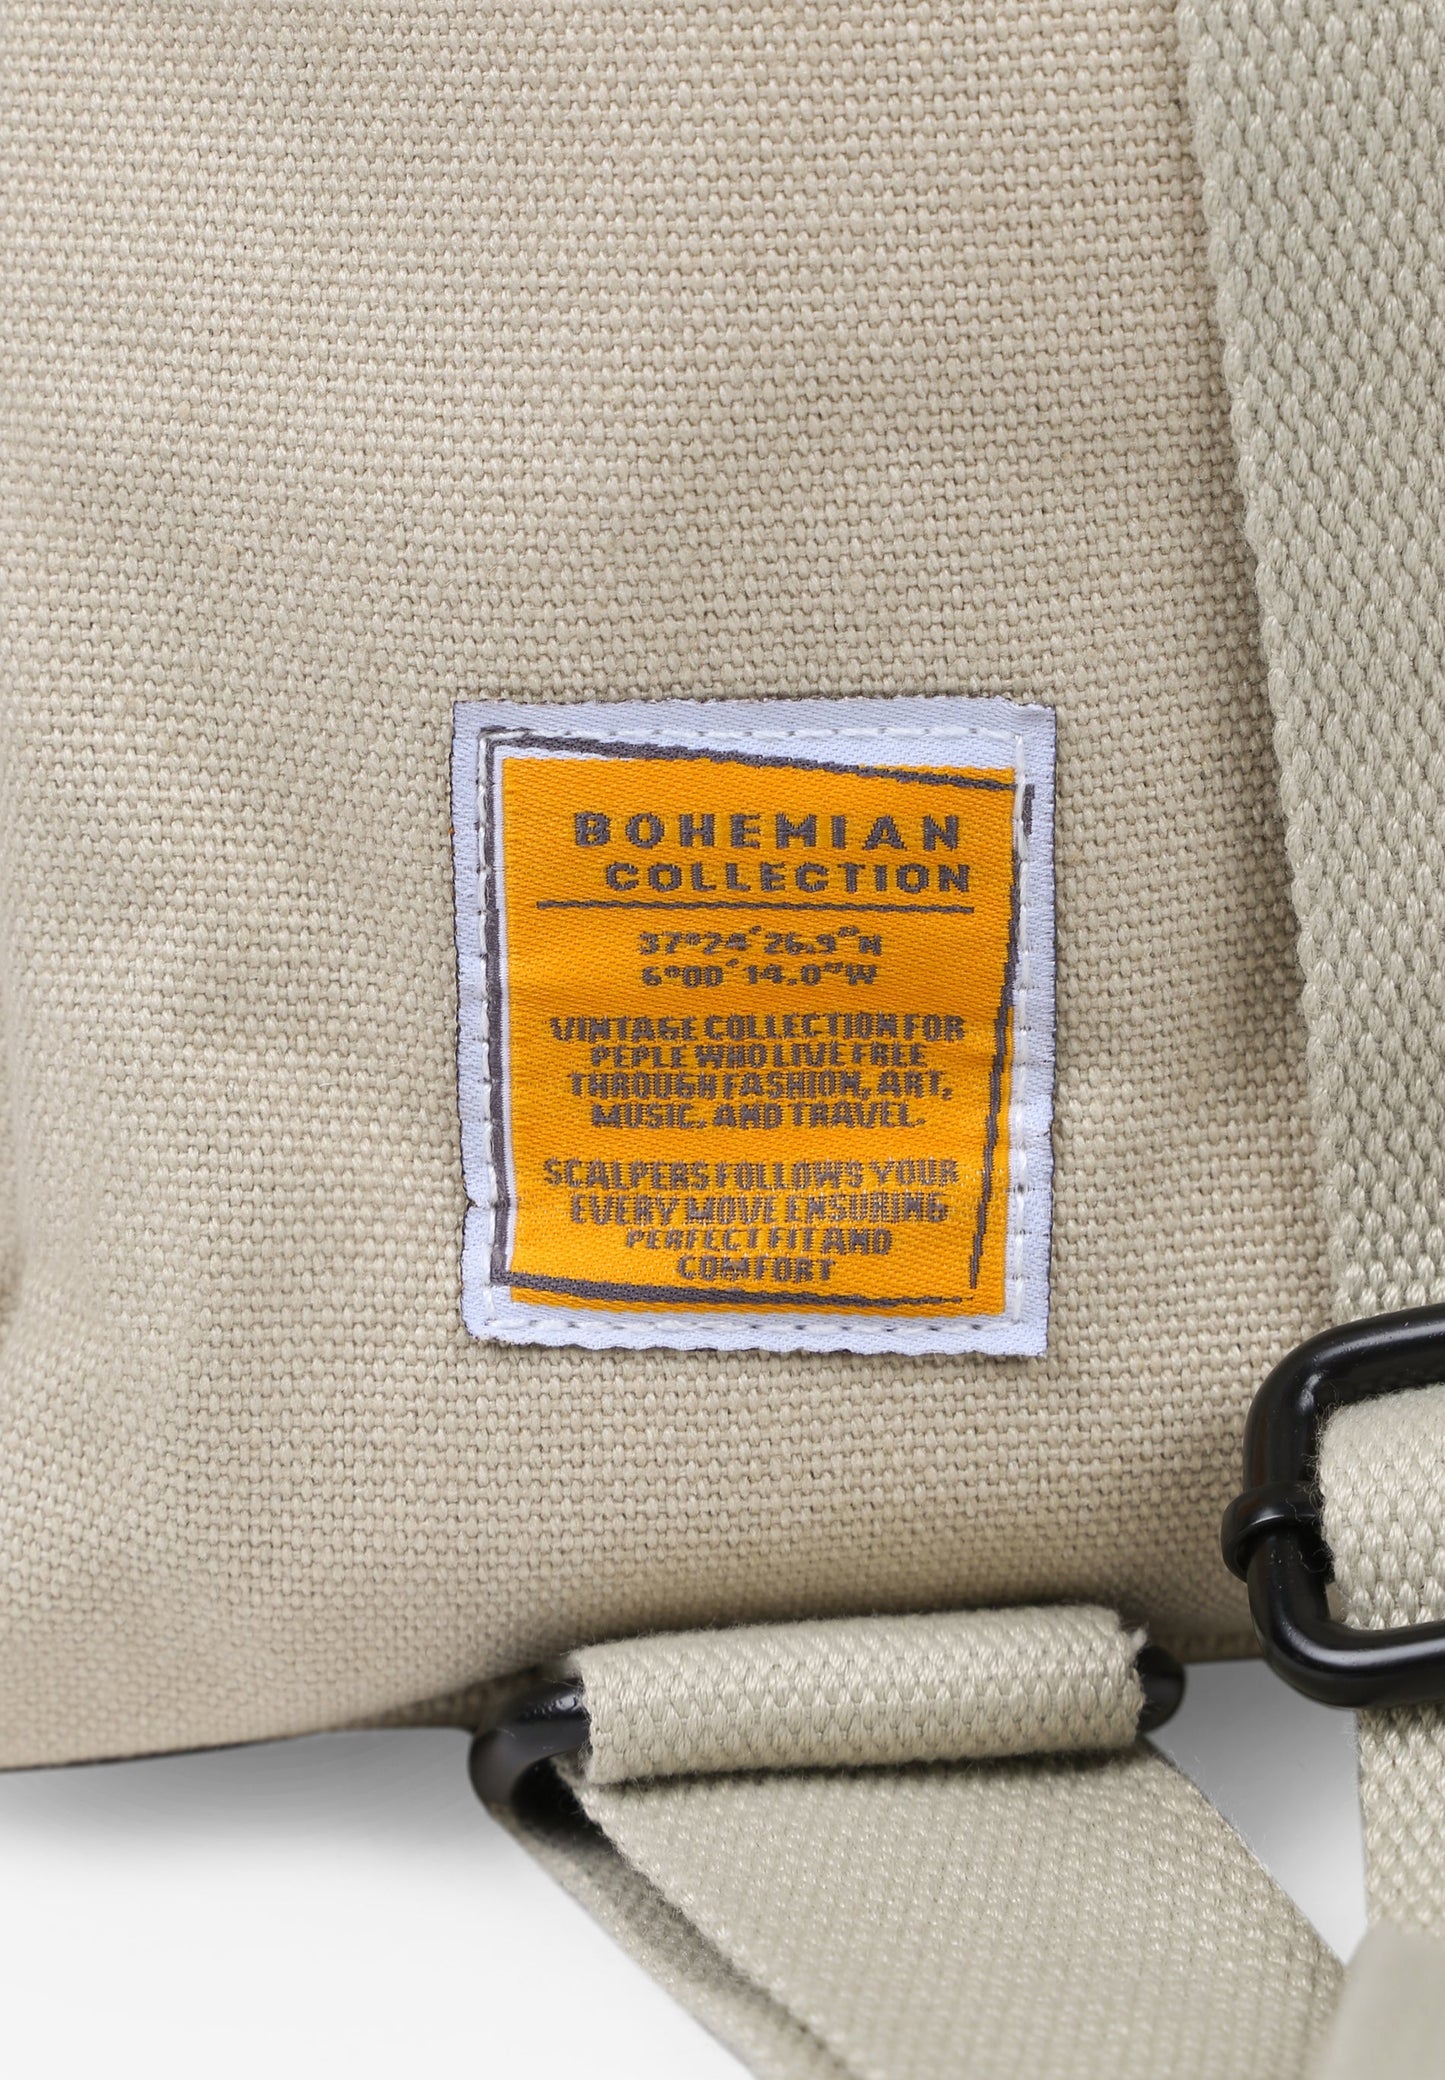 BOHEMIAN
COLLECTION
37°24´26.9"N
6°00´14.0"W
VINTAGE COLLECTION FOR
PEPLE WHO LIVE FREE
THROUGH FASHION, ART,
MUSIC, AND TRAVEL.
SCALPERS FOLLOWS YOUR
EVERY MOVE ENSURING
PERFECT FIT AND
COMFORT